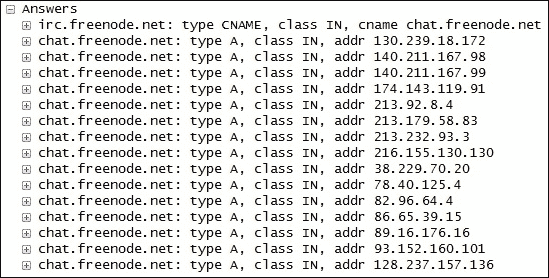 Answers
irc.freenode.net: type CNAME, class IN, cname chat.freenode.net
chat.freenode.net: type A, class IN, addr 130.239.18.172
chat.freenode.net: type A, class IN, addr 140.211.167.98
chat.freenode.net: type A, class IN, addr 140.211.167.99
chat.freenode.net: type A, class IN, addr 174.143.119.91
chat.freenode.net: type A, class IN, addr 213.92.8.4
chat.freenode.net: type A, class IN, addr 213.179.58.83
chat.freenode.net: type A, class IN, addr 213.232.93.3
chat.freenode.net: type A, class IN, addr 216.155.130.130
chat.freenode.net: type A, class IN, addr 38.229.70.20
chat.freenode.net: type A, class IN, addr 78.40.125.4
chat.freenode.net: type A, class IN, addr 82.96.64.4
chat.freenode.net: type A, class IN, addr 86.65.39.15
chat.freenode.net: type A, class IN, addr 89.16.176.16
chat.freenode.net: type A, class IN, addr 93.152.160.101
chat.freenode.net: type A, class IN, addr 128.237.157.136